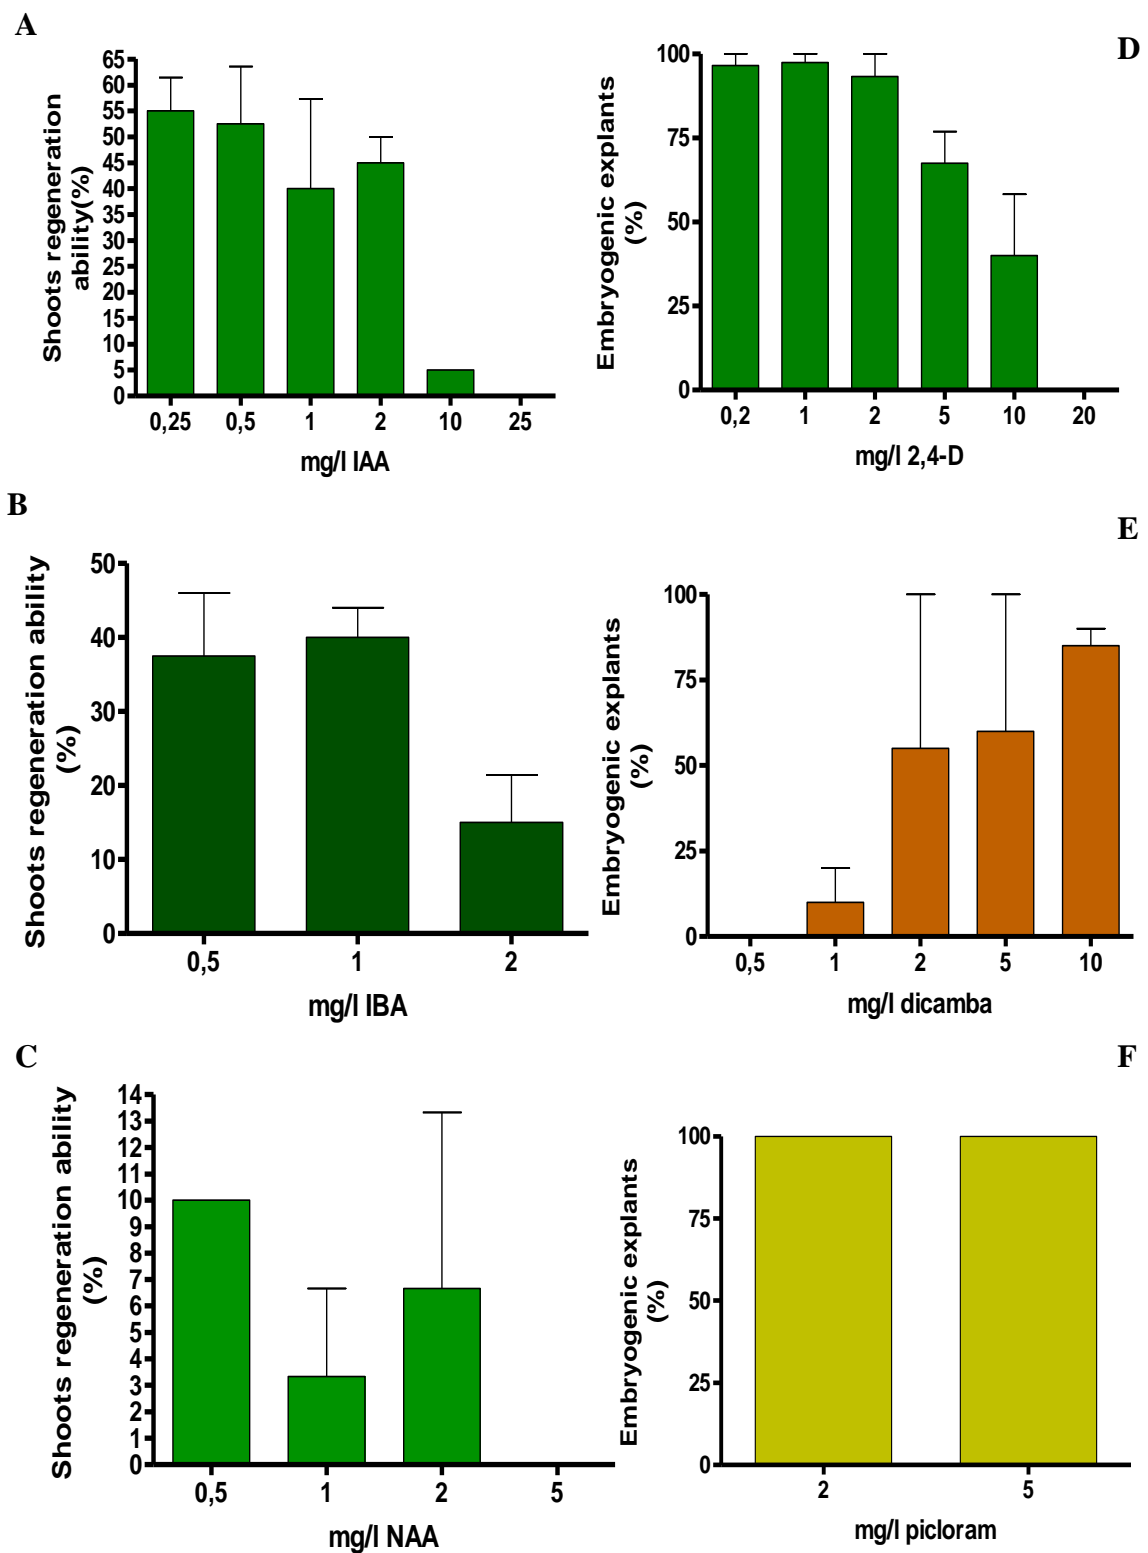 A
Shoots regeneration
ability(%)
65
60
55
50
45
40
35
30
25
20
15
10
5
0
0,25 0,5 1 2 10 25
mg/l IAA
D
Embryogenic explants
(%)
100
75
50
25
0
0,2 1 2 5 10 20
mg/l 2,4-D
B
Shoots regeneration ability
(%)
50
40
30
20
10
0
0,5 1 2
mg/l IBA
E
Embryogenic explants
(%)
100
75
50
25
0
0,5 1 2 5 10
mg/l dicamba
C
Shoots regeneration ability
(%)
14
13
12
11
10
9
8
7
6
5
4
3
2
1
0
0,5 1 2 5
mg/l NAA
F
Embryogenic explants
(%)
100
75
50
25
0
2 5
mg/l picloram